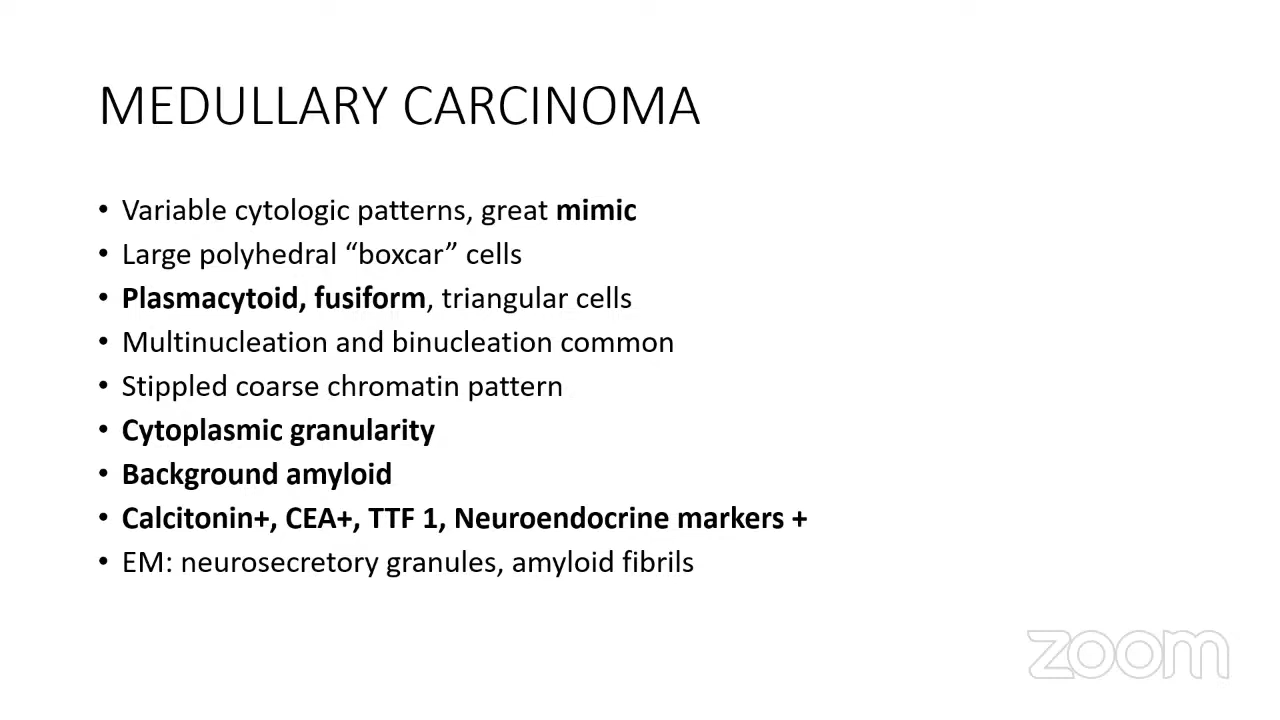 MEDULLARY CARCINOMA
• Variable cytologic patterns, great mimic
• Large polyhedral “boxcar” cells
• Plasmacytoid, fusiform, triangular cells
• Multinucleation and binucleation common
• Stippled coarse chromatin pattern
• Cytoplasmic granularity
• Background amyloid
• Calcitonin+, CEA+, TTF 1, Neuroendocrine markers +
• EM: neurosecretory granules, amyloid fibrils
zoom